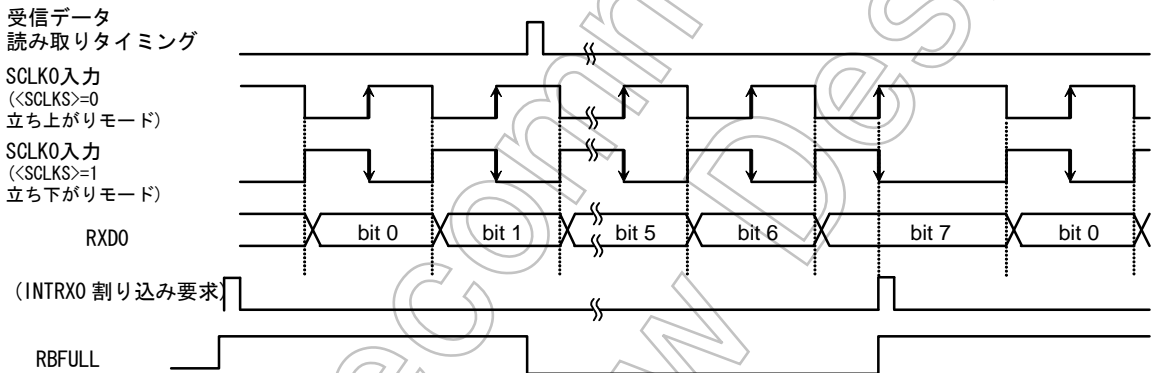 受信データ
読み取りタイミング
SCLK0入力
(<SCLKS>=0
立ち上がりモード)
SCLK0入力
(<SCLKS>=1
立ち下がりモード)
RXD0
bit 0
bit 1
bit 5
bit 6
bit 7
bit 0
(INTRX0 割り込み要求)
RBFULL